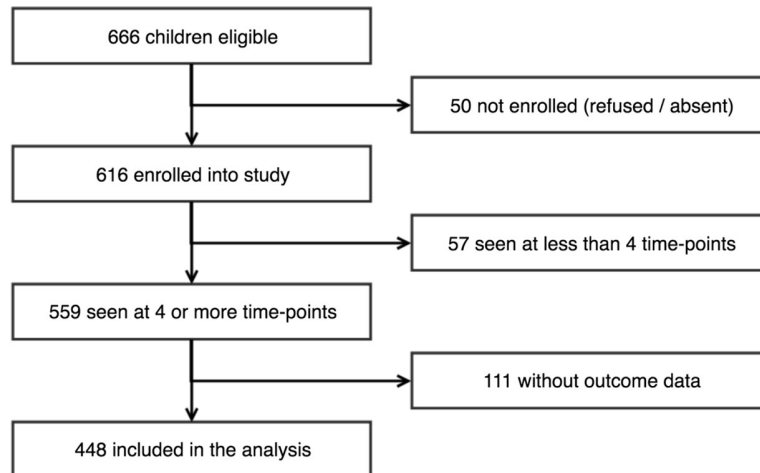 666 children eligible
50 not enrolled (refused / absent)
616 enrolled into study
57 seen at less than 4 time-points
559 seen at 4 or more time-points
111 without outcome data
448 included in the analysis